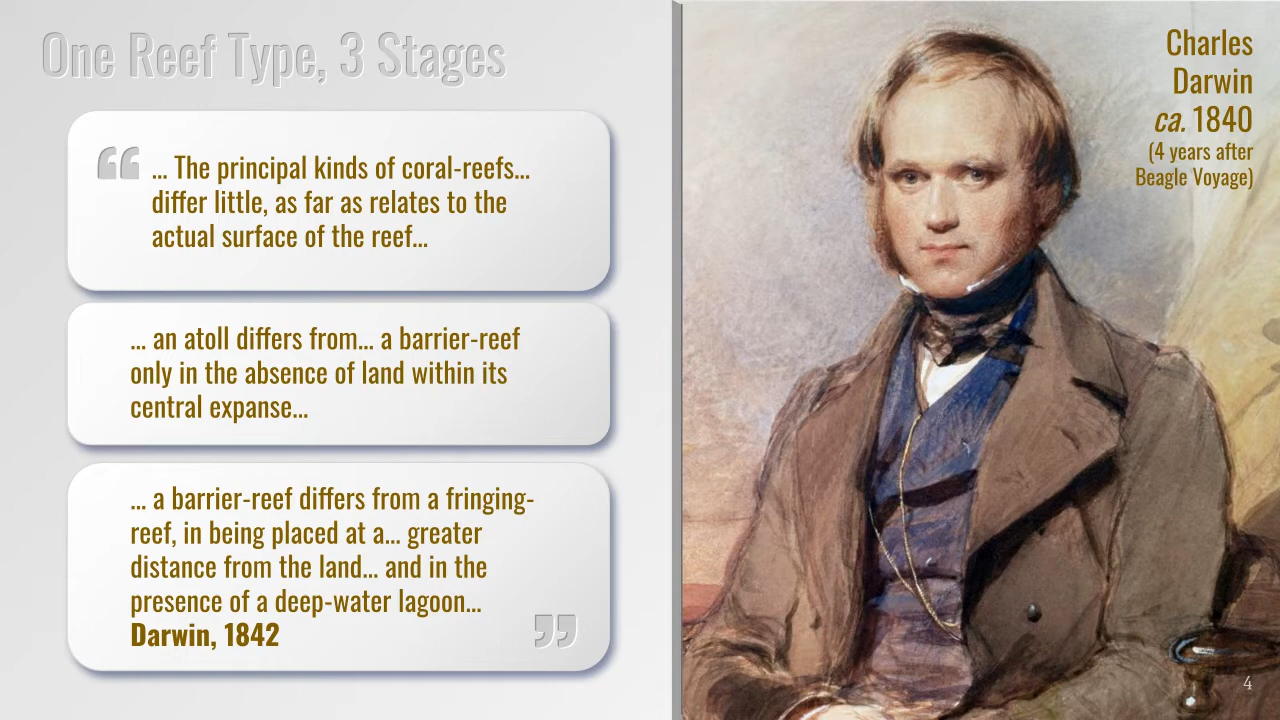 One Reef Type, 3 Stages
“ ... The principal kinds of coral-reefs...
differ little, as far as relates to the
actual surface of the reef...
... an atoll differs from... a barrier-reef
only in the absence of land within its
central expanse...
... a barrier-reef differs from a fringing-
reef, in being placed at a... greater
distance from the land... and in the
presence of a deep-water lagoon...
Darwin, 1842 ”
Charles
Darwin
ca. 1840
(4 years after
Beagle Voyage)
4